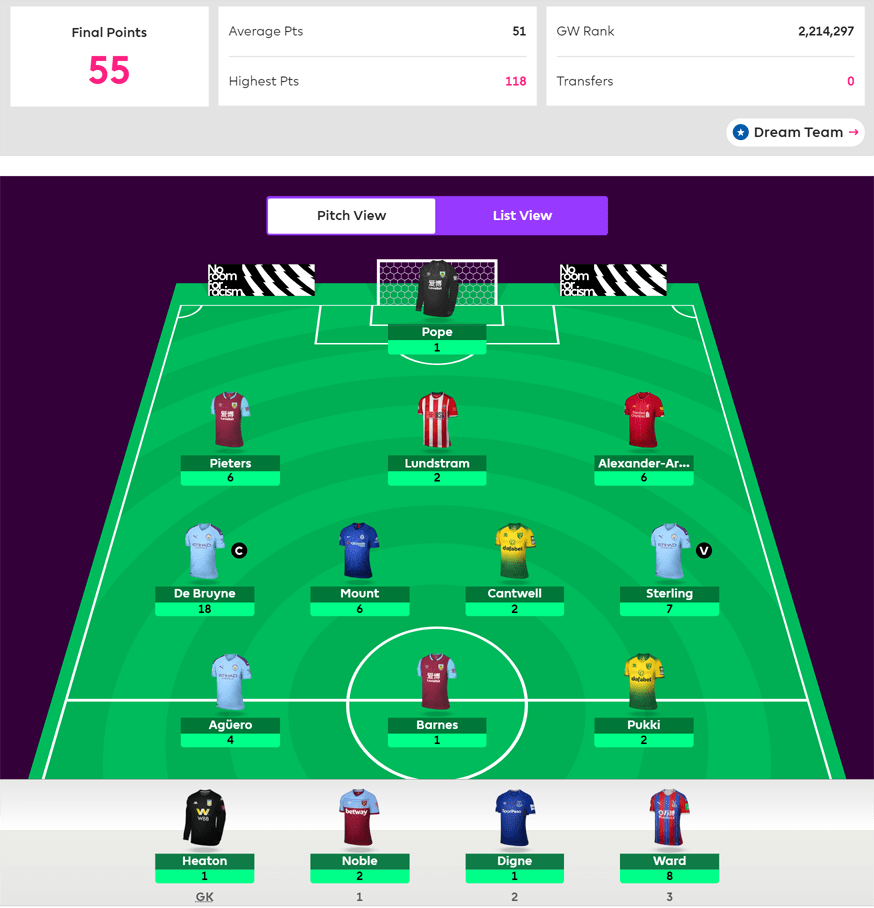 Final Points
55
Average Pts 51
Highest Pts 118
GW Rank 2,214,297
Transfers 0
Dream Team →
Pitch View
List View
No room for racism
No room for racism
Pope
1
Pieters
6
Lundstram
2
Alexander-Ar...
6
De Bruyne
18
C
Mount
6
Cantwell
2
Sterling
7
V
Agüero
4
Barnes
1
Pukki
2
Heaton
1
GK
Noble
2
1
Digne
1
2
Ward
8
3